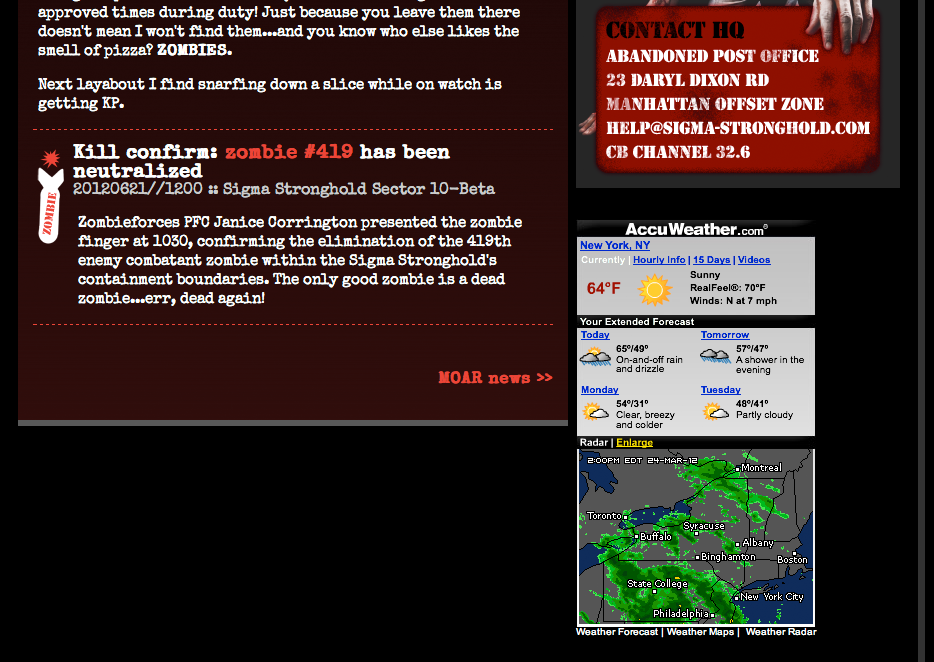 approved times during duty! Just because you leave them there
doesn't mean I won't find them...and you know who else likes the
smell of pizza? ZOMBIES.
Next layabout I find snarfing down a slice while on watch is
getting KP.
Kill confirm: zombie #419 has been
neutralized
20120621//1200 :: Sigma Stronghold Sector 10-Beta
ZOMBIE
Zombieforces PFC Janice Corrington presented the zombie
finger at 1030, confirming the elimination of the 419th
enemy combatant zombie within the Sigma Stronghold's
containment boundaries. The only good zombie is a dead
zombie...err, dead again!
MOAR news >>
CONTACT HQ
ABANDONED POST OFFICE
23 DARYL DIXON RD
MANHATTAN OFFSET ZONE
HELP@SIGMA-STRONGHOLD.COM
CB CHANNEL 32.6
AccuWeather.com®
New York, NY
Currently | Hourly Info | 15 Days | Videos
64°F
Sunny
RealFeel®: 70°F
Winds: N at 7 mph
Your Extended Forecast
Today
65°/49°
On-and-off rain
and drizzle
Tomorrow
57°/47°
A shower in the
evening
Monday
54°/31°
Clear, breezy
and colder
Tuesday
48°/41°
Partly cloudy
Radar | Enlarge
2:00PM EDT 24-MAR-12
Montreal
Toronto
Syracuse
Buffalo
Albany
Binghamton
Boston
State College
New York City
Philadelphia
Weather Forecast | Weather Maps | Weather Radar